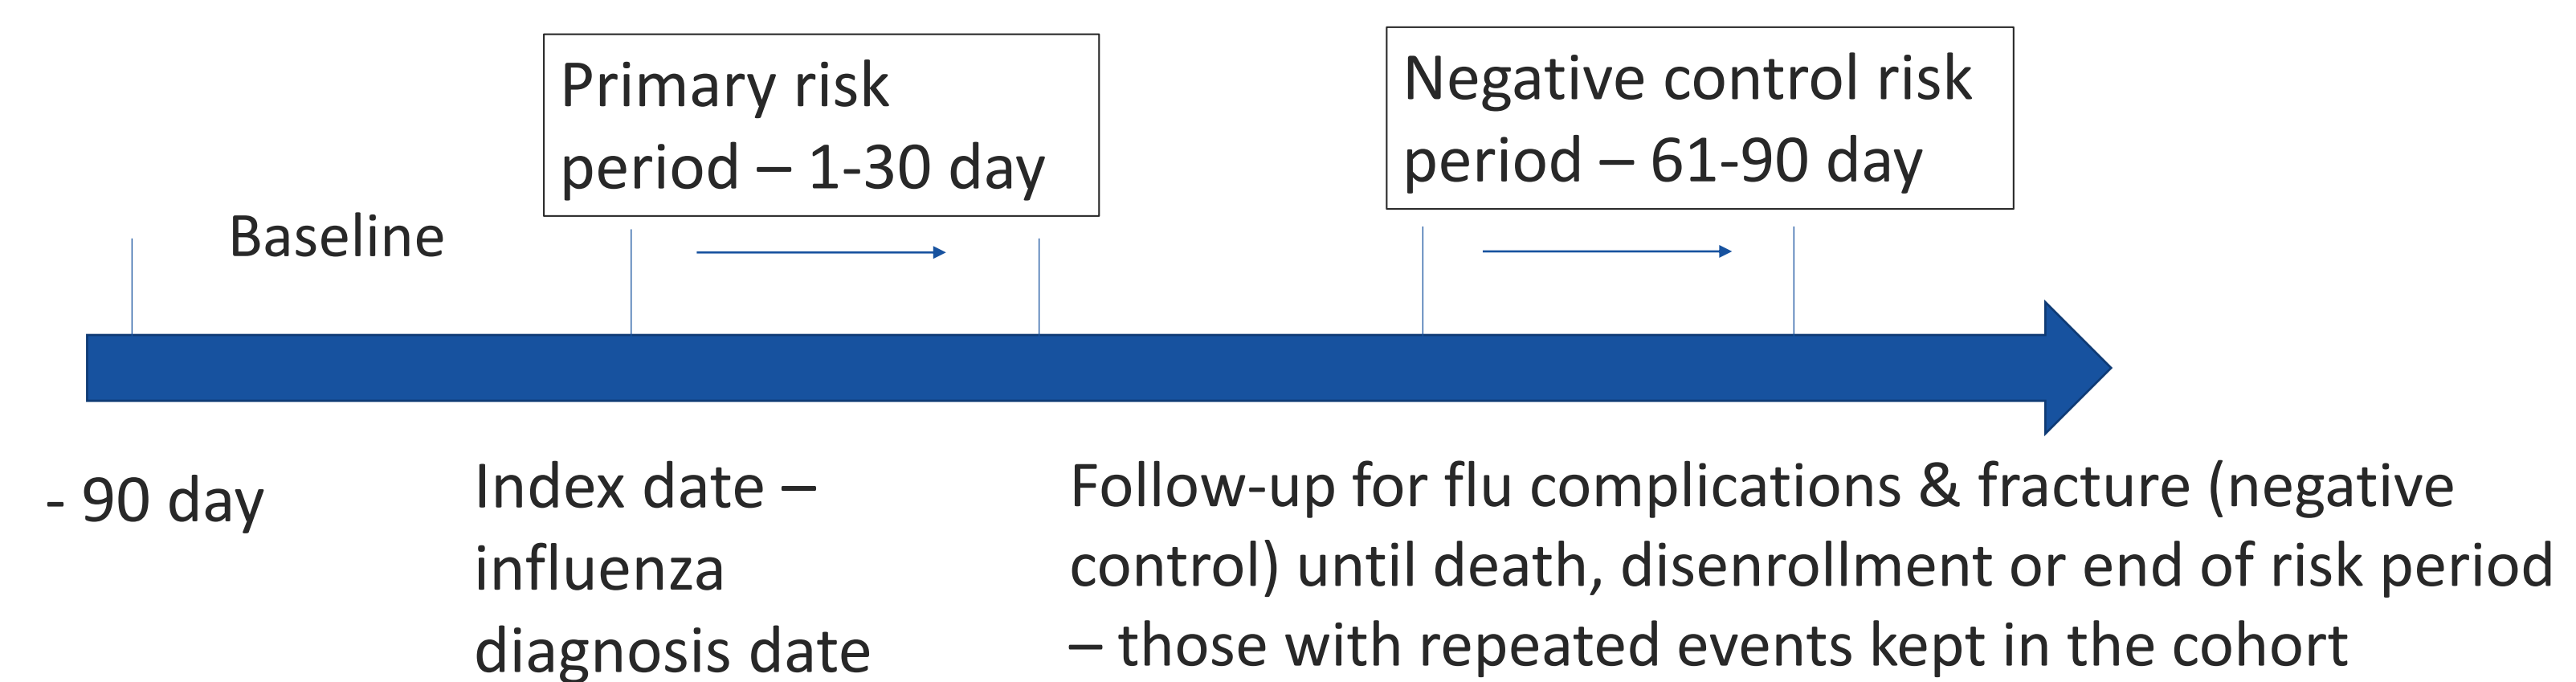 Primary risk
period – 1-30 day
Negative control risk
period – 61-90 day
Baseline
- 90 day
Index date –
influenza
diagnosis date
Follow-up for flu complications & fracture (negative
control) until death, disenrollment or end of risk period
– those with repeated events kept in the cohort